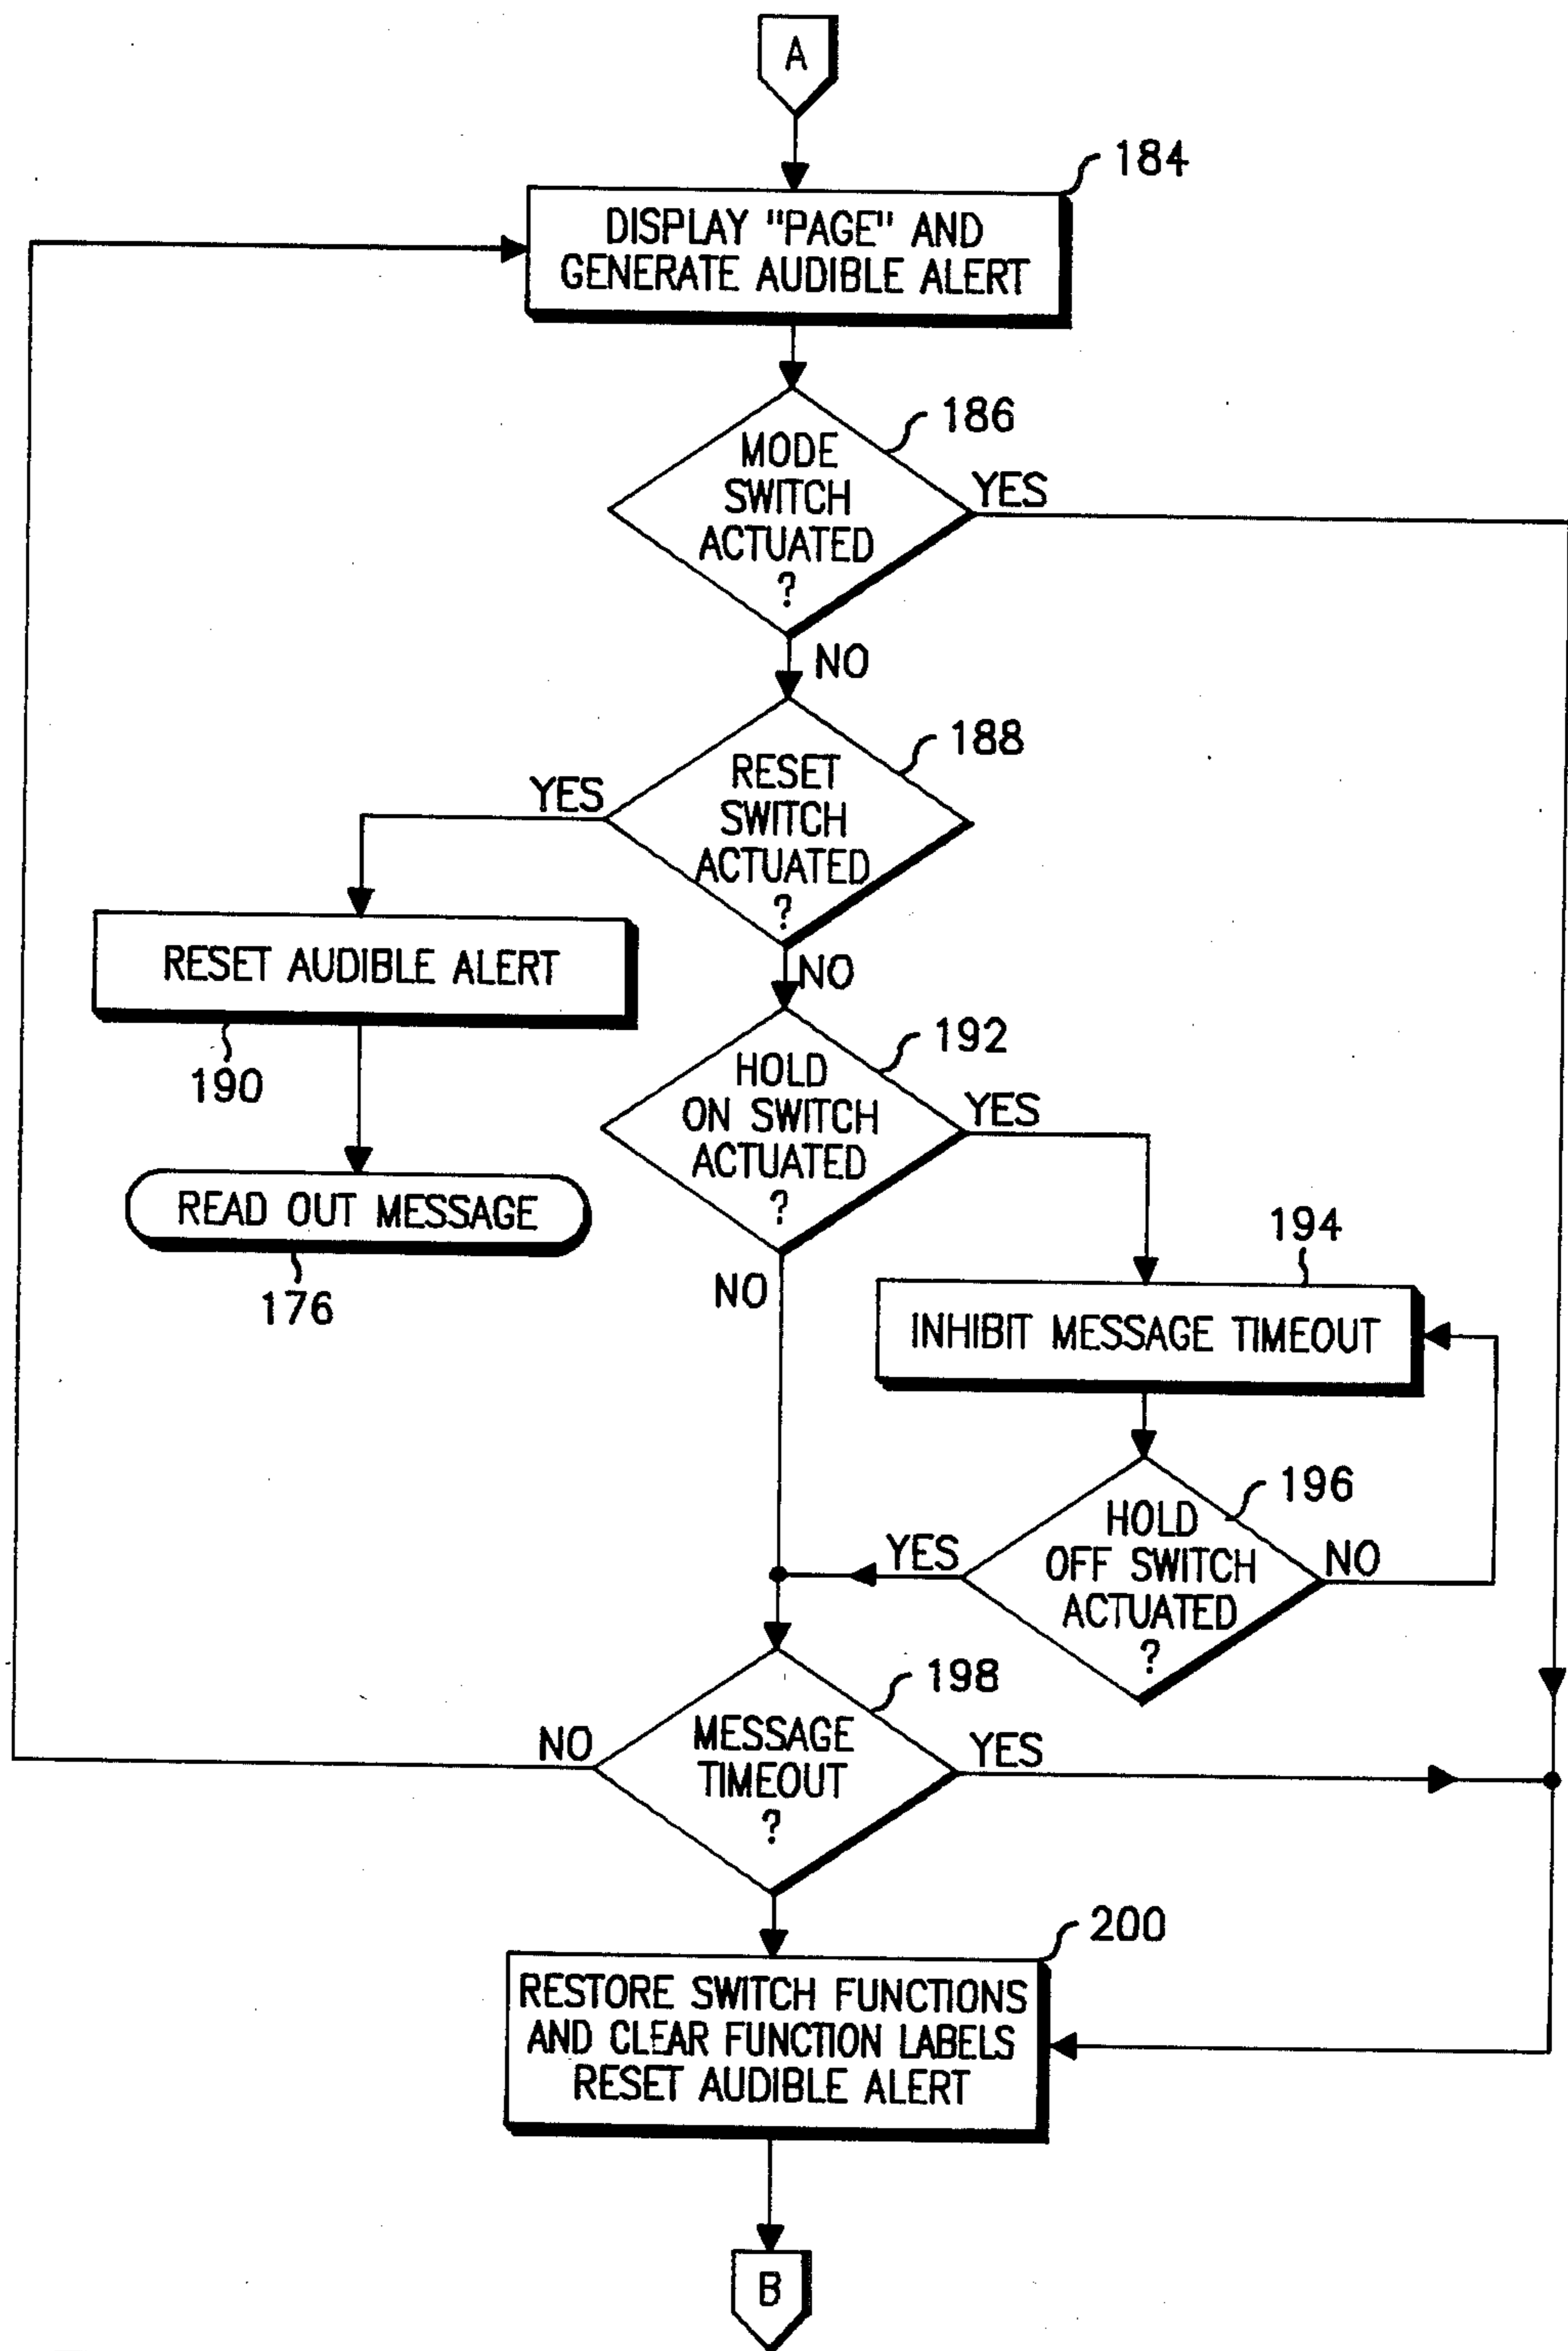 A
184
DISPLAY "PAGE" AND
GENERATE AUDIBLE ALERT
186
MODE
SWITCH
ACTUATED
?
YES
NO
188
RESET
SWITCH
ACTUATED
?
YES
NO
RESET AUDIBLE ALERT
190
READ OUT MESSAGE
176
192
HOLD
ON SWITCH
ACTUATED
?
YES
NO
194
INHIBIT MESSAGE TIMEOUT
196
HOLD
OFF SWITCH
ACTUATED
?
YES
NO
198
MESSAGE
TIMEOUT
?
NO
YES
200
RESTORE SWITCH FUNCTIONS
AND CLEAR FUNCTION LABELS
RESET AUDIBLE ALERT
B